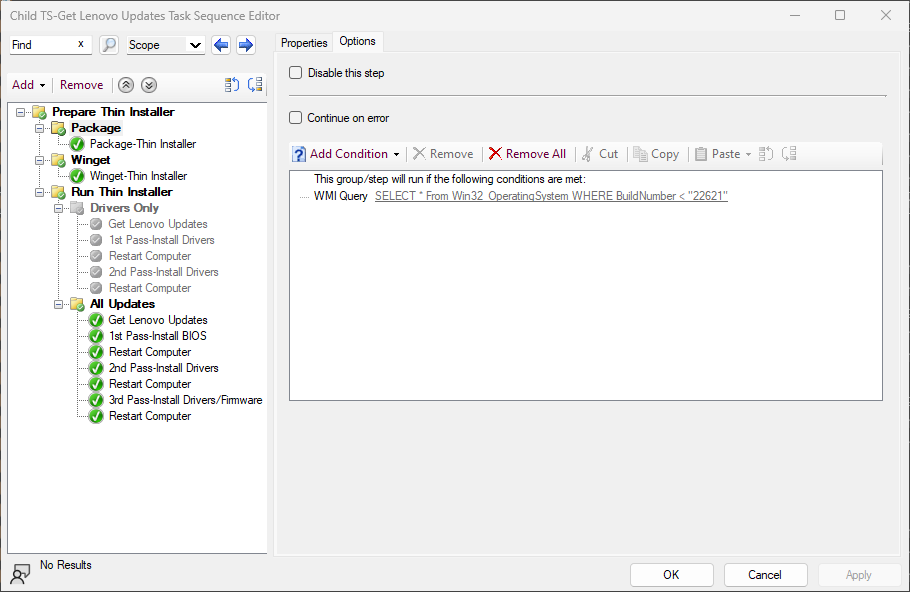 Child TS-Get Lenovo Updates Task Sequence Editor
Find x Scope
Add Remove
Prepare Thin Installer
Package
Package-Thin Installer
Winget
Winget-Thin Installer
Run Thin Installer
Drivers Only
Get Lenovo Updates
1st Pass-Install Drivers
Restart Computer
2nd Pass-Install Drivers
Restart Computer
All Updates
Get Lenovo Updates
1st Pass-Install BIOS
Restart Computer
2nd Pass-Install Drivers
Restart Computer
3rd Pass-Install Drivers/Firmware
Restart Computer
No Results
Properties Options
Disable this step
Continue on error
? Add Condition Remove Remove All Cut Copy Paste
This group/step will run if the following conditions are met:
WMI Query SELECT * From Win32_OperatingSystem WHERE BuildNumber < "22621"
OK Cancel Apply